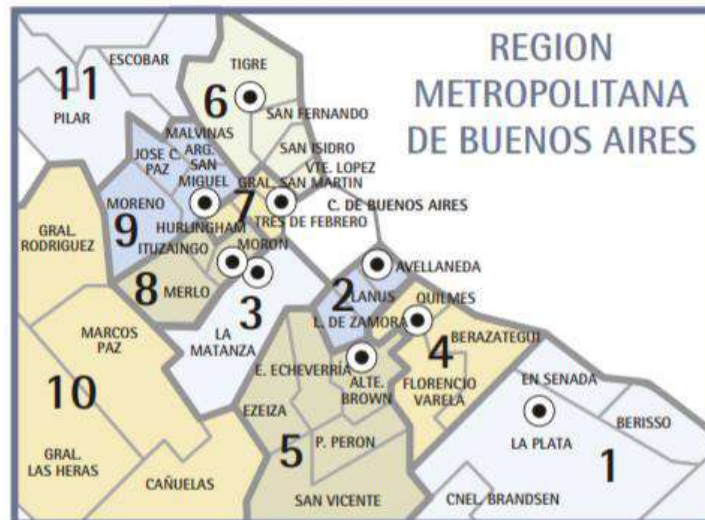 REGION
METROPOLITANA
DE BUENOS AIRES
11
ESCOBAR
PILAR
6
TIGRE
SAN FERNANDO
SAN ISIDRO
VTE. LOPEZ
MALVINAS
ARG.
JOSE C.
PAZ
SAN
MIGUEL
MORENO
9
GRAL. SAN MARTIN
7
TRES DE FEBRERO
C. DE BUENOS AIRES
HURLINGHAM
ITUZAINGO
MORON
8
MERLO
3
LA
MATANZA
GRAL.
RODRIGUEZ
MARCOS
PAZ
10
GRAL.
LAS HERAS
CAÑUELAS
2
AVELLANEDA
LANUS
L. DE ZAMORA
QUILMES
4
BERAZATEGUI
FLORENCIO
VARELA
E. ECHEVERRÍA
ALTE.
BROWN
EZEIZA
5
P. PERON
SAN VICENTE
EN SENADA
BERISSO
LA PLATA
1
CNEL. BRANDSEN